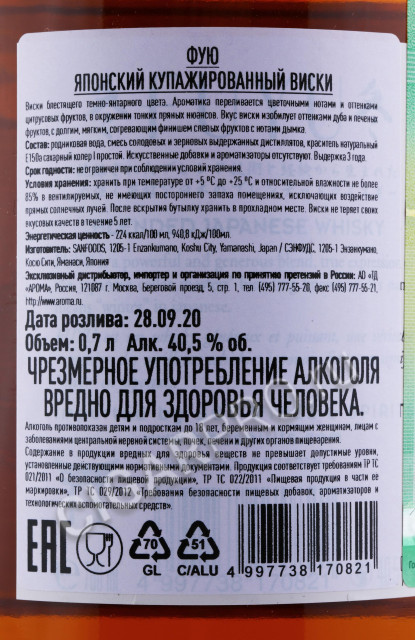 ФУЮ
ЯПОНСКИЙ КУПАЖИРОВАННЫЙ ВИСКИ
Виски блестящего темно-янтарного цвета. Ароматика переливается цветочными нотами и оттенками
цитрусовых фруктов, в окружении тонких пряных нюансов. Вкус виски изобилует оттенками дуба и печеных
фруктов, с долгим, мягким, согревающим финишем спелых фруктов с нотами дымка.
Состав: родниковая вода, смесь солодовых и зерновых выдержанных дистиллятов, краситель натуральный
Е150а сахарный колер I простой. Искусственные добавки и ароматизаторы отсутствуют. Выдержка 3 года.
Срок годности: не ограничен при соблюдении условий хранения.
Условия хранения: хранить при температуре от +5 °С до +25 °С и относительной влажности не более
85% в вентилируемых, не имеющих постороннего запаха помещениях, исключающих воздействие
прямых солнечных лучей. После вскрытия бутылку хранить в прохладном месте. Виски не теряет своих
вкусовых качеств в течение 5 лет.
Энергетическая ценность - 224 ккал/100 мл, 940,8 кДж/100мл.
Изготовитель: SANFOODS, 1205-1 Enzankumano, Koshu City, Yamareshi, Japan / СЭНФУДС, 1205-1 Энзанкумано,
Косю Сити, Яманаси, Япония
Эксклюзивный дистрибьютор, импортер и организация по принятию претензий в России: АО «ТД
«АРОМА», Россия, 121087 г. Москва, Береговой проезд, 5, стр. 1, тел (495) 777-55-20, факс (495) 777-55-21,
http://www.aroma.ru.
Дата розлива: 28.09.20
Объем: 0,7 л Алк. 40,5 % об.
ЧРЕЗМЕРНОЕ УПОТРЕБЛЕНИЕ АЛКОГОЛЯ
ВРЕДНО ДЛЯ ЗДОРОВЬЯ ЧЕЛОВЕКА.
Алкоголь противопоказан детям и подросткам до 18 лет, беременным и кормящим женщинам, лицам с
заболеваниями центральной нервной системы, почек, печени и других органов пищеварения.
Содержание в продукции вредных для здоровья веществ не превышает допустимые уровни,
установленные действующими нормативными документами. Продукция соответствует требованиям ТР ТС
021/2011 "О безопасности пищевой продукции", ТР ТС 022/2011 "Пищевая продукция в части ее
маркировки", ТР ТС 029/2012 "Требования безопасности пищевых добавок, ароматизаторов и
технологических вспомогательных средств".
EAC
70
GL
51
C/ALU
4 997738 170821